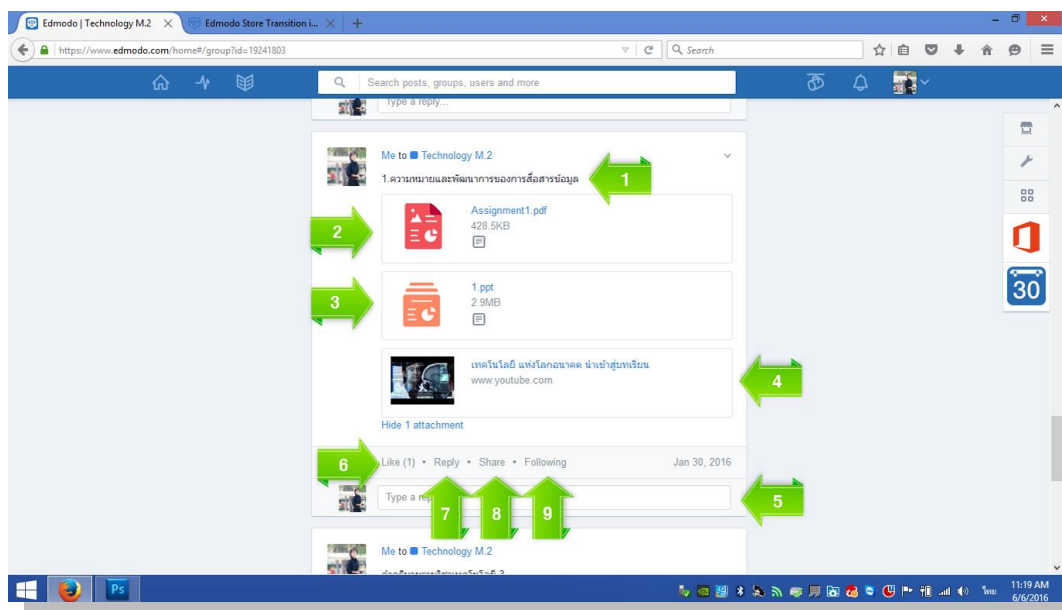 Edmodo | Technology M.2
Edmodo Store Transition i...
https://www.edmodo.com/home#/group?id=19241803
Search
Search posts, groups, users and more
Type a reply...
Me to Technology M.2
1.ความหมายและพัฒนาการของการสื่อสารข้อมูล
1
Assignment1.pdf
428.5KB
2
1.ppt
2.9MB
3
30
เทคโนโลยี แห่งโลกอนาคต นำเข้าสู่บทเรียน
www.youtube.com
4
Hide 1 attachment
6
Like (1) • Reply • Share • Following
Jan 30, 2016
Type a
5
7
8
9
Me to Technology M.2
Ps
ไทย
11:19 AM
6/6/2016